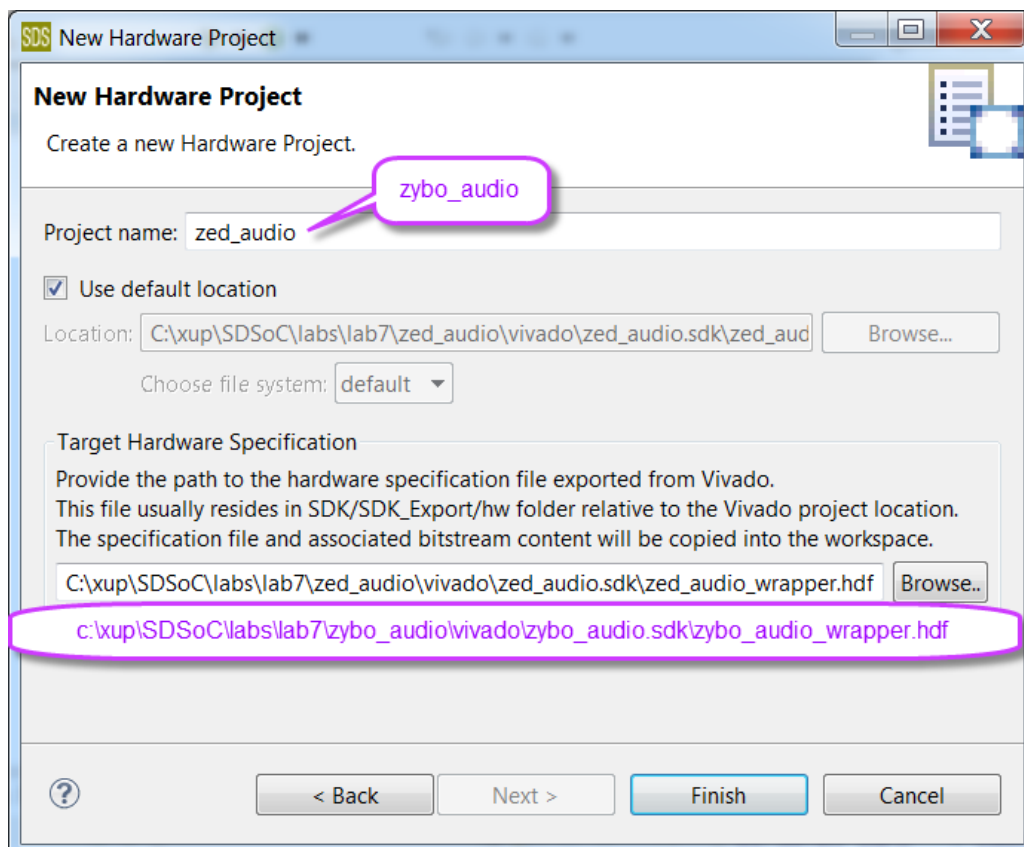 SDS New Hardware Project
New Hardware Project
Create a new Hardware Project.
zybo_audio
Project name: zed_audio
Use default location
Location: C:\xup\SDSoC\labs\lab7\zed_audio\vivado\zed_audio.sdk\zed_aud Browse...
Choose file system: default
Target Hardware Specification
Provide the path to the hardware specification file exported from Vivado.
This file usually resides in SDK/SDK_Export/hw folder relative to the Vivado project location.
The specification file and associated bitstream content will be copied into the workspace.
C:\xup\SDSoC\labs\lab7\zed_audio\vivado\zed_audio.sdk\zed_audio_wrapper.hdf Browse..
c:\xup\SDSoC\labs\lab7\zybo_audio\vivado\zybo_audio.sdk\zybo_audio_wrapper.hdf
? < Back Next > Finish Cancel